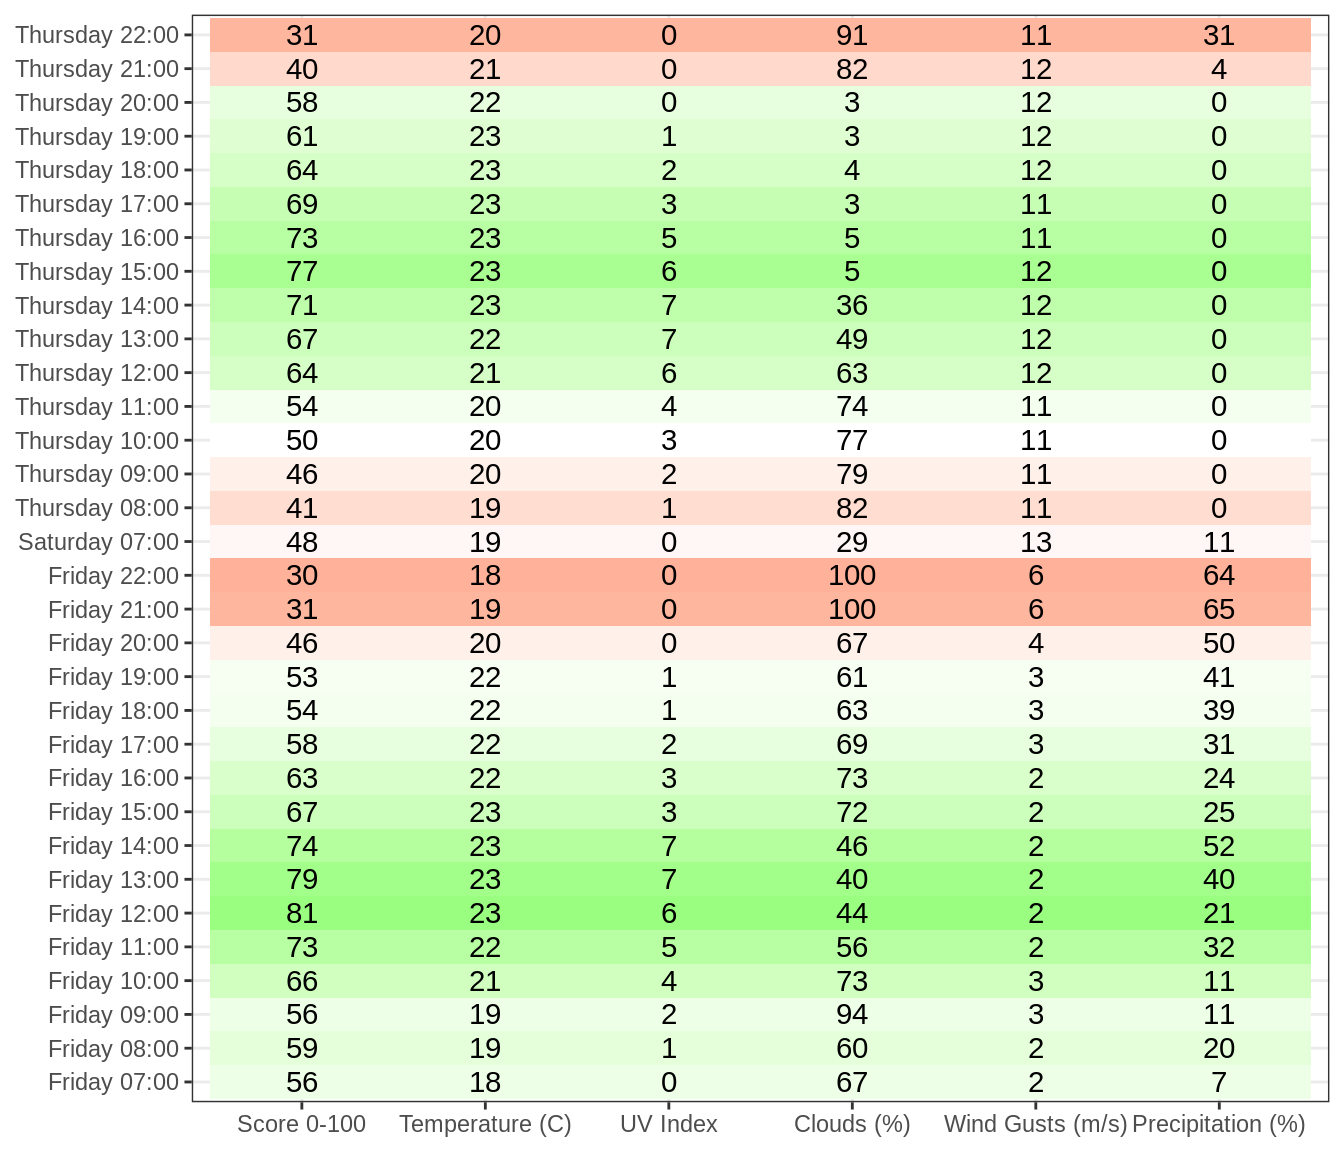 Thursday 22:00 31 20 0 91 11 31
Thursday 21:00 40 21 0 82 12 4
Thursday 20:00 58 22 0 3 12 0
Thursday 19:00 61 23 1 3 12 0
Thursday 18:00 64 23 2 4 12 0
Thursday 17:00 69 23 3 3 11 0
Thursday 16:00 73 23 5 5 11 0
Thursday 15:00 77 23 6 5 12 0
Thursday 14:00 71 23 7 36 12 0
Thursday 13:00 67 22 7 49 12 0
Thursday 12:00 64 21 6 63 12 0
Thursday 11:00 54 20 4 74 11 0
Thursday 10:00 50 20 3 77 11 0
Thursday 09:00 46 20 2 79 11 0
Thursday 08:00 41 19 1 82 11 0
Saturday 07:00 48 19 0 29 13 11
Friday 22:00 30 18 0 100 6 64
Friday 21:00 31 19 0 100 6 65
Friday 20:00 46 20 0 67 4 50
Friday 19:00 53 22 1 61 3 41
Friday 18:00 54 22 1 63 3 39
Friday 17:00 58 22 2 69 3 31
Friday 16:00 63 22 3 73 2 24
Friday 15:00 67 23 3 72 2 25
Friday 14:00 74 23 7 46 2 52
Friday 13:00 79 23 7 40 2 40
Friday 12:00 81 23 6 44 2 21
Friday 11:00 73 22 5 56 2 32
Friday 10:00 66 21 4 73 3 11
Friday 09:00 56 19 2 94 3 11
Friday 08:00 59 19 1 60 2 20
Friday 07:00 56 18 0 67 2 7
Score 0-100 Temperature (C) UV Index Clouds (%) Wind Gusts (m/s) Precipitation (%)